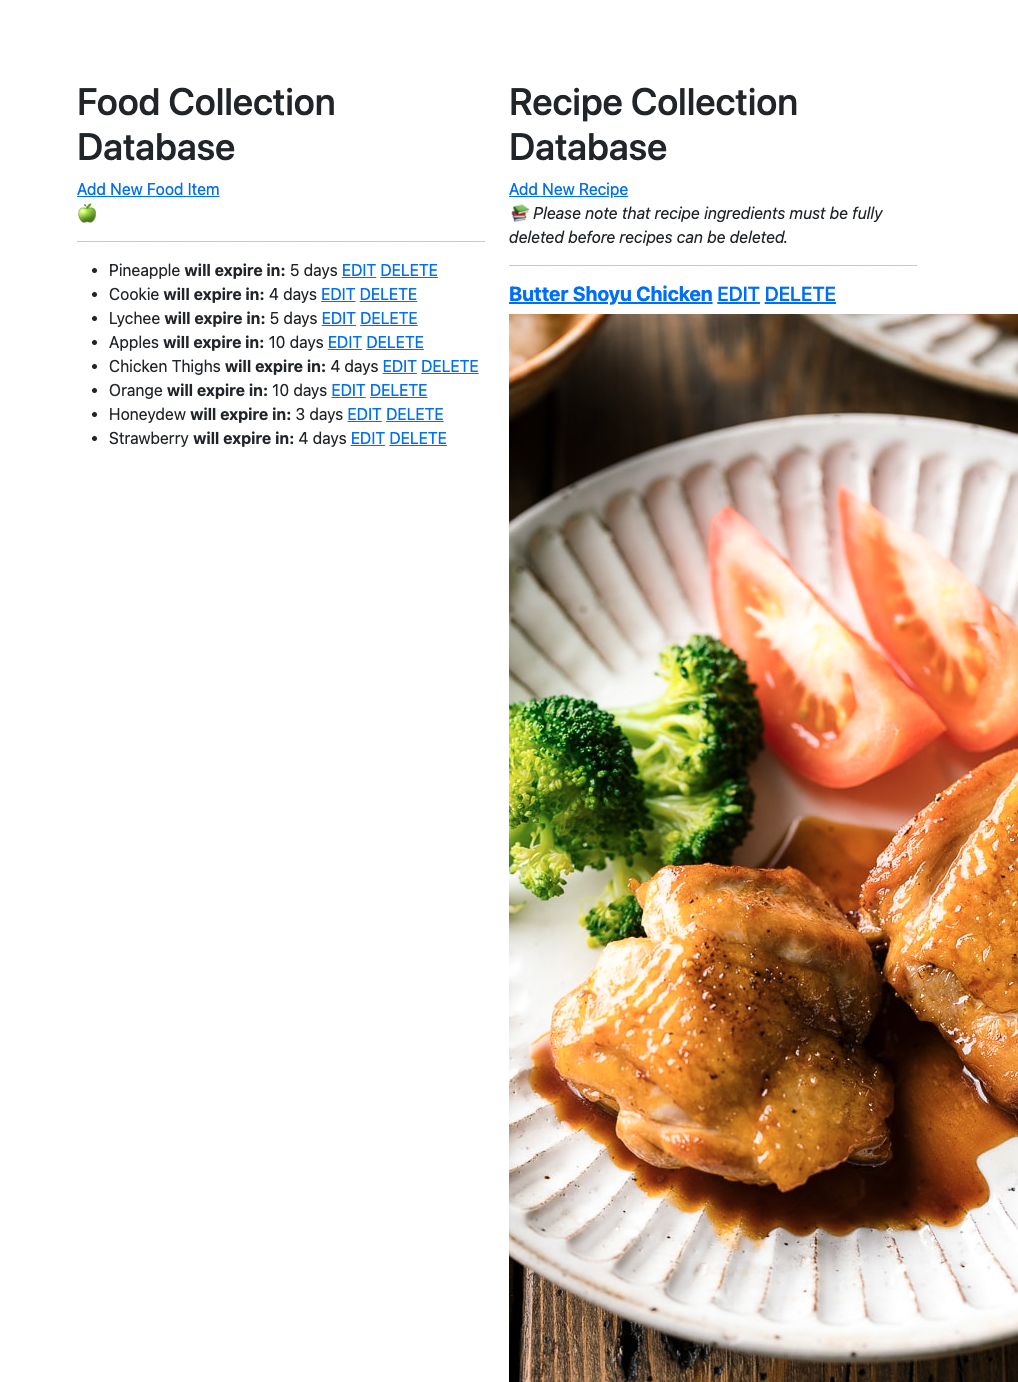 Food Collection
Database
Add New Food Item
🍏
Pineapple will expire in: 5 days EDIT DELETE
Cookie will expire in: 4 days EDIT DELETE
Lychee will expire in: 5 days EDIT DELETE
Apples will expire in: 10 days EDIT DELETE
Chicken Thighs will expire in: 4 days EDIT DELETE
Orange will expire in: 10 days EDIT DELETE
Honeydew will expire in: 3 days EDIT DELETE
Strawberry will expire in: 4 days EDIT DELETE
Recipe Collection
Database
Add New Recipe
📚 Please note that recipe ingredients must be fully
deleted before recipes can be deleted.
Butter Shoyu Chicken EDIT DELETE